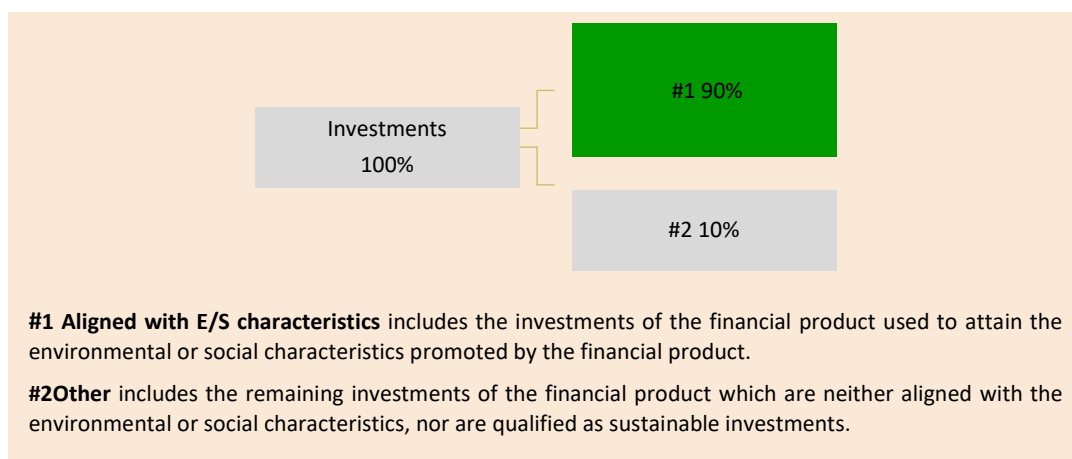 #1 90%
Investments
100%
#2 10%
#1 Aligned with E/S characteristics includes the investments of the financial product used to attain the
environmental or social characteristics promoted by the financial product.
#2Other includes the remaining investments of the financial product which are neither aligned with the
environmental or social characteristics, nor are qualified as sustainable investments.